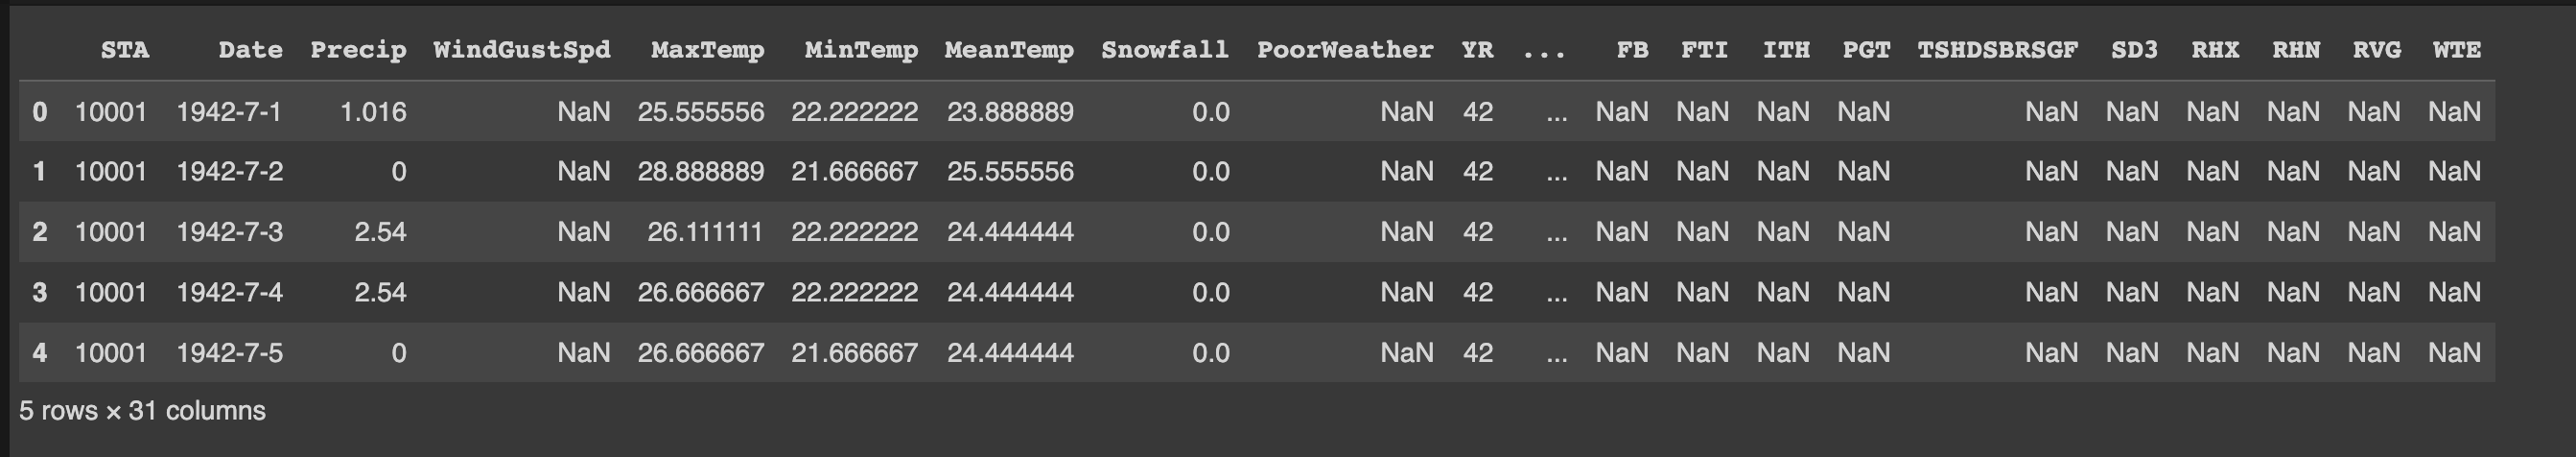 STA Date Precip WindGustSpd MaxTemp MinTemp MeanTemp Snowfall PoorWeather YR ... FB FTI ITH PGT TSHDSBRSGF SD3 RHX RHN RVG WTE
0 10001 1942-7-1 1.016 NaN 25.555556 22.222222 23.888889 0.0 NaN 42 ... NaN NaN NaN NaN NaN NaN NaN NaN NaN NaN
1 10001 1942-7-2 0 NaN 28.888889 21.666667 25.555556 0.0 NaN 42 ... NaN NaN NaN NaN NaN NaN NaN NaN NaN NaN
2 10001 1942-7-3 2.54 NaN 26.111111 22.222222 24.444444 0.0 NaN 42 ... NaN NaN NaN NaN NaN NaN NaN NaN NaN NaN
3 10001 1942-7-4 2.54 NaN 26.666667 22.222222 24.444444 0.0 NaN 42 ... NaN NaN NaN NaN NaN NaN NaN NaN NaN NaN
4 10001 1942-7-5 0 NaN 26.666667 21.666667 24.444444 0.0 NaN 42 ... NaN NaN NaN NaN NaN NaN NaN NaN NaN NaN
5 rows × 31 columns